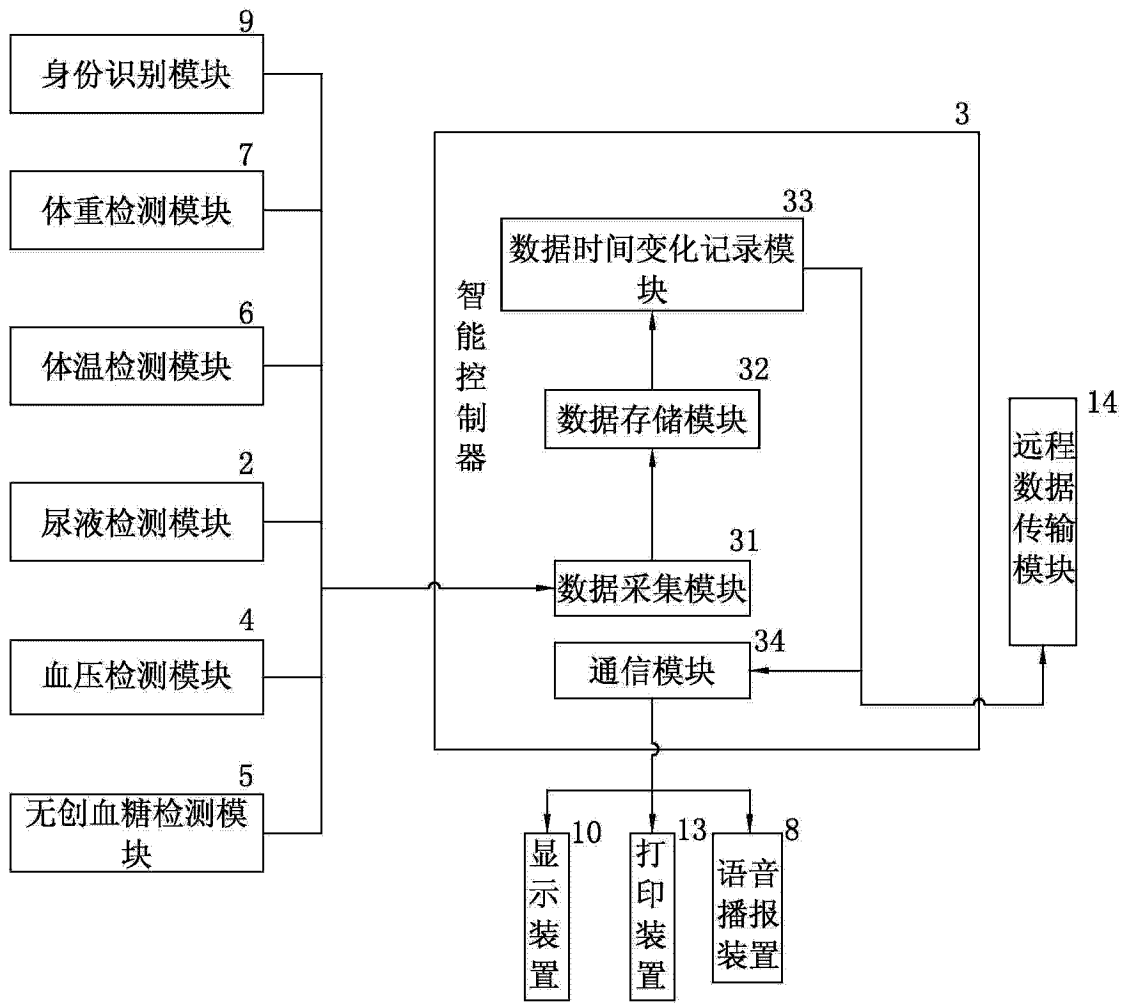 9
身份识别模块
7
体重检测模块
6
体温检测模块
2
尿液检测模块
4
血压检测模块
5
无创血糖检测模
块
3
智
能
控
制
器
33
数据时间变化记录模
块
32
数据存储模块
31
数据采集模块
34
通信模块
14
远程
数据
传输
模块
10
显
示
装
置
13
打
印
装
置
8
语音
播报
装置